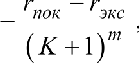 − (r_пок − r_экс) / (K + 1)^m ,